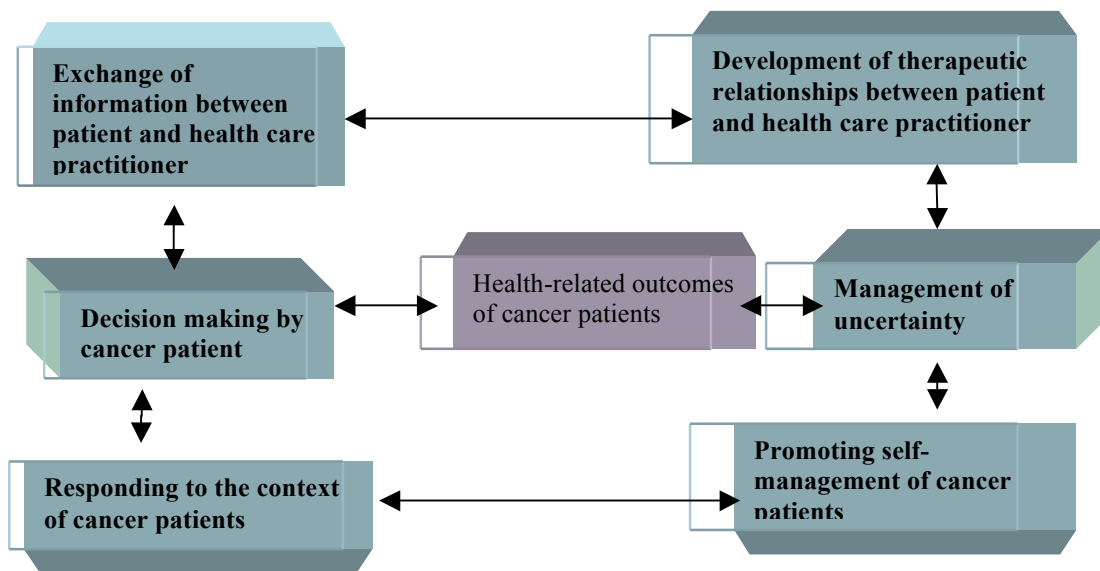 Exchange of
information between
patient and health care
practitioner
Development of therapeutic
relationships between patient
and health care practitioner
Decision making by
cancer patient
Health-related outcomes
of cancer patients
Management of
uncertainty
Responding to the context
of cancer patients
Promoting self-
management of cancer
patients